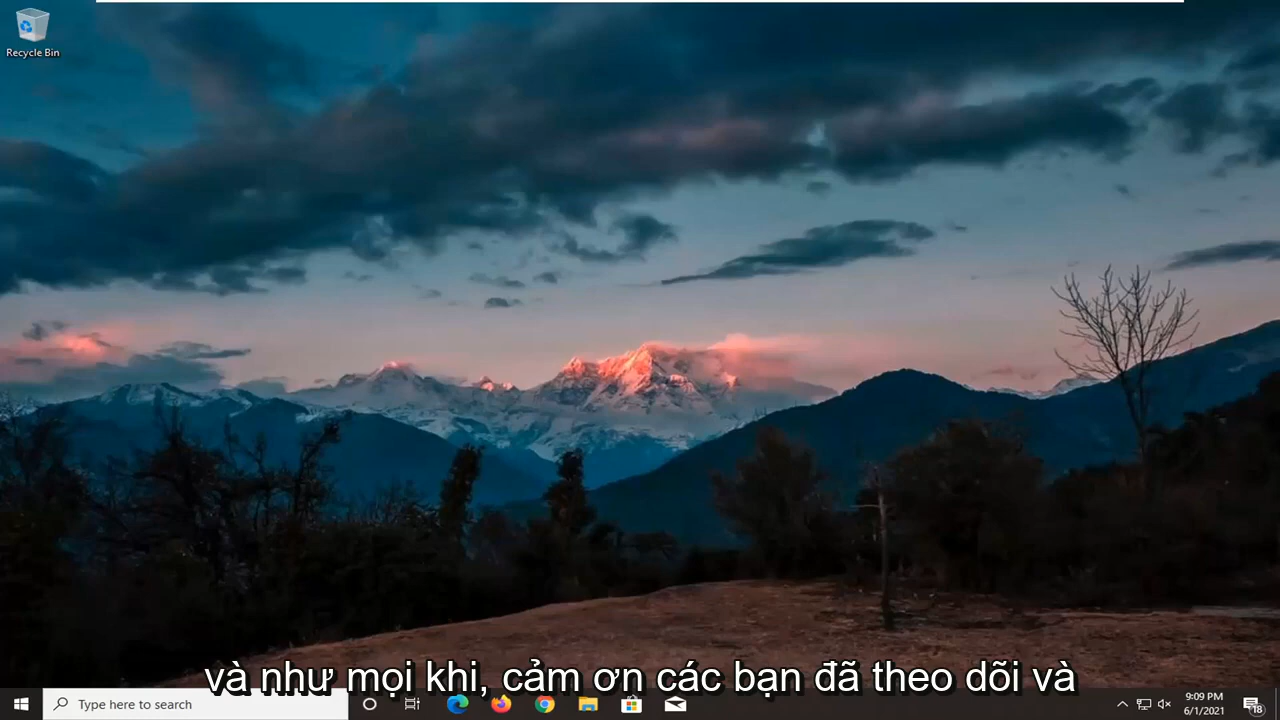 Recycle Bin
và như mọi khi, cảm ơn các bạn đã theo dõi và
Type here to search
9:09 PM
6/1/2021
18